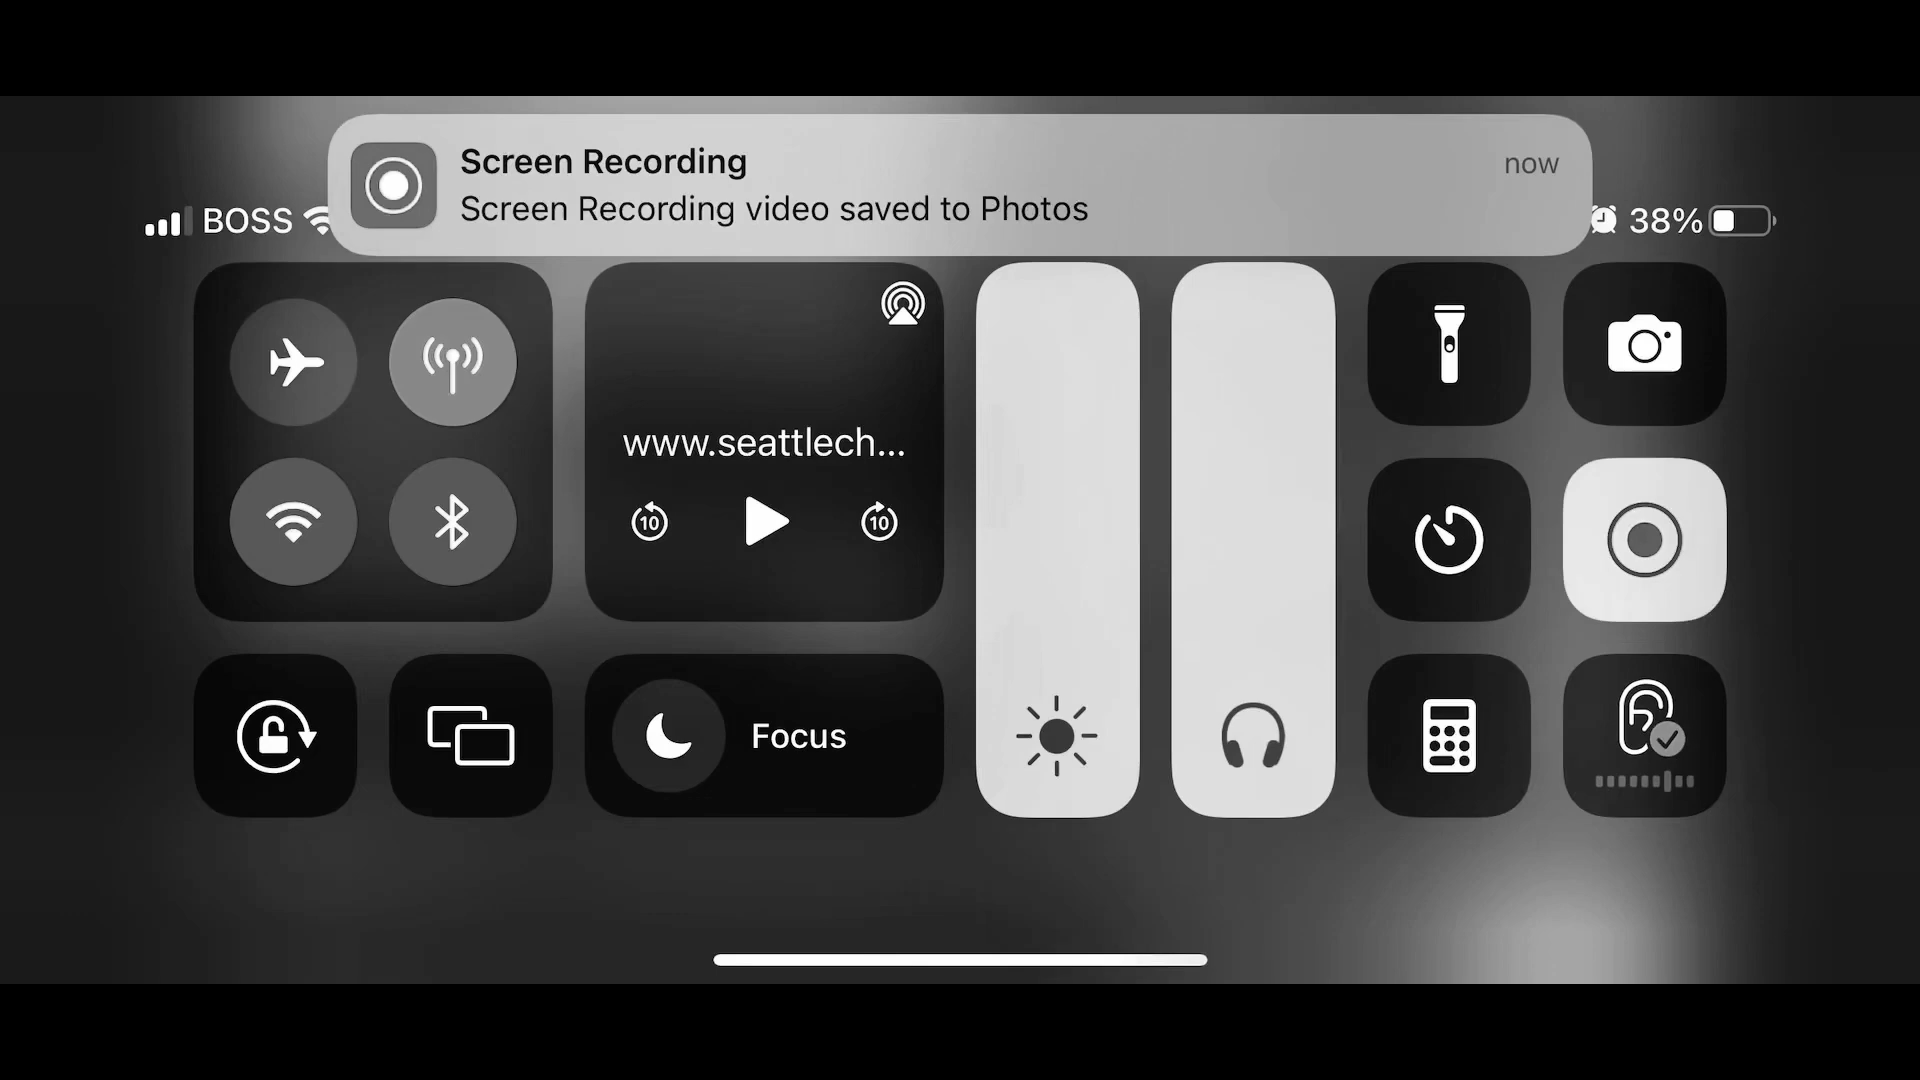 Screen Recording
now
Screen Recording video saved to Photos
BOSS
38%
www.seattlech...
10
10
Focus